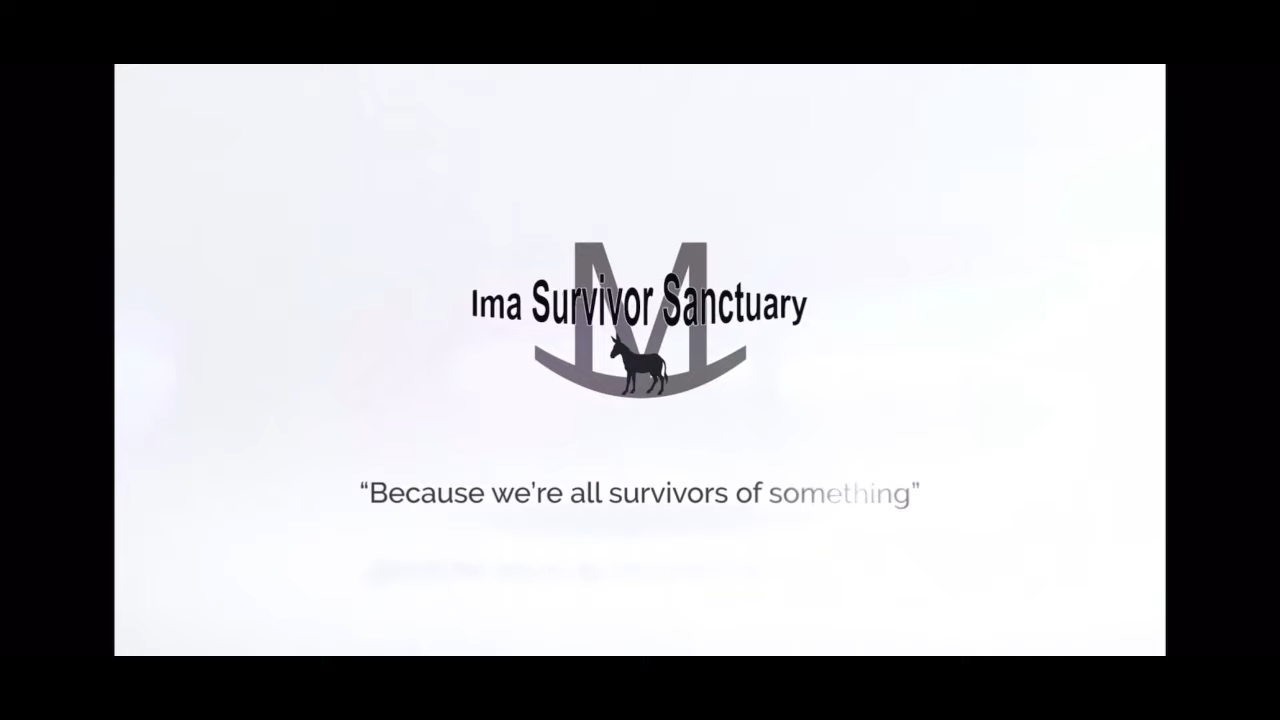 M
Ima Survivor Sanctuary
“Because we’re all survivors of something”